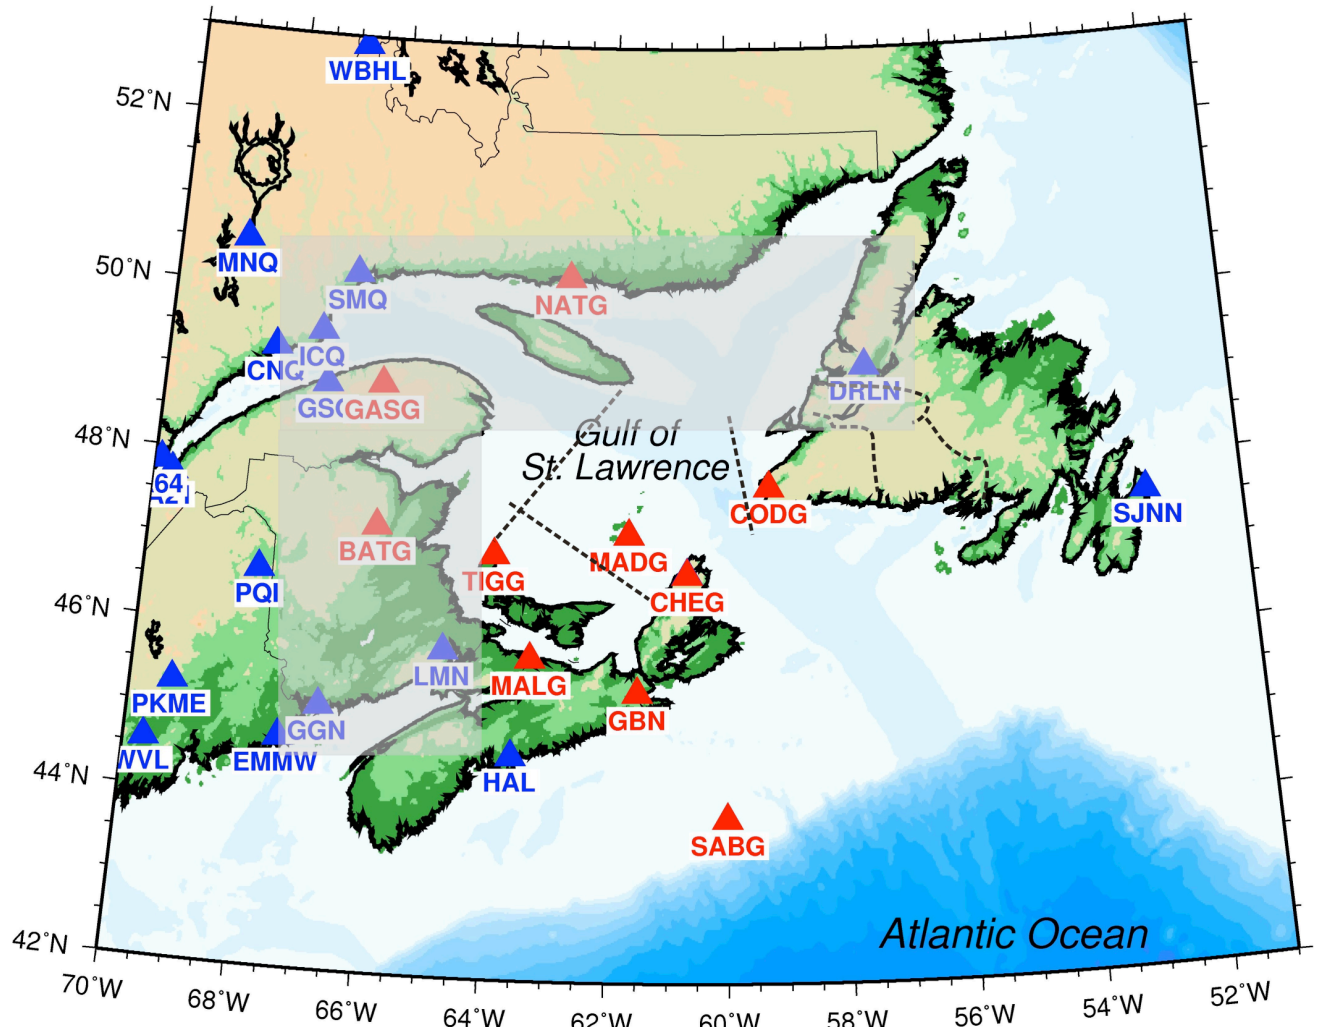 WBHL
52°N
MNQ
50°N
SMQ
NATG
ICQ
CNQ
DRLN
GASG
Gulf of
St. Lawrence
48°N
64
CODG
SJNN
BATG
MADG
TIGG
PQI
CHEG
46°N
LMN
MALG
PKME
GBN
GGN
WVL
EMMW
HAL
44°N
SABG
Atlantic Ocean
42°N
70°W
68°W
66°W
64°W
62°W
60°W
58°W
56°W
54°W
52°W